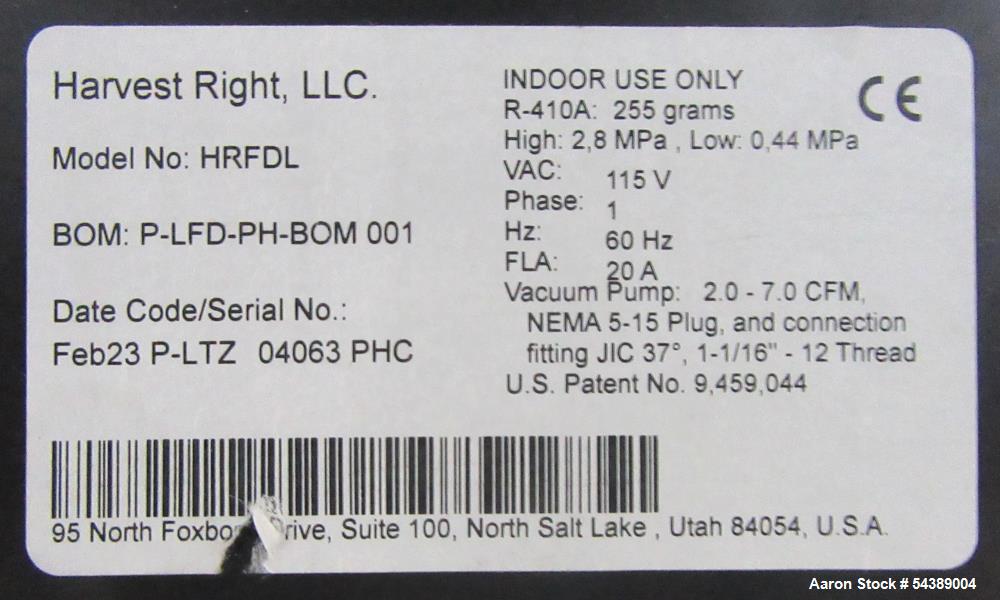 Harvest Right, LLC.
Model No: HRFDL
BOM: P-LFD-PH-BOM 001
Date Code/Serial No.:
Feb23 P-LTZ 04063 PHC
INDOOR USE ONLY
R-410A: 255 grams
High: 2,8 MPa , Low: 0,44 MPa
VAC: 115 V
Phase: 1
Hz: 60 Hz
FLA: 20 A
Vacuum Pump: 2.0 - 7.0 CFM,
NEMA 5-15 Plug, and connection
fitting JIC 37°, 1-1/16" - 12 Thread
U.S. Patent No. 9,459,044
CE
95 North Suite 100, North Salt Lake , Utah 84054, U.S.A.
Aaron Stock # 54389004